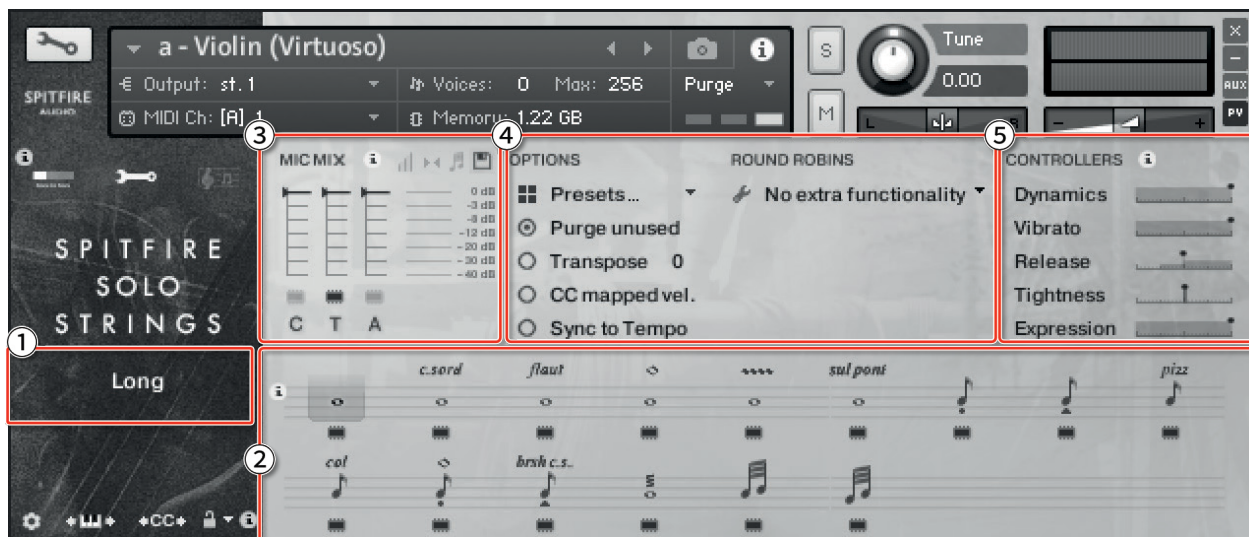 a - Violin (Virtuoso)
S
Tune
0.00
AUX
PV
SPITFIRE
AUDIO
Output: st. 1
Voices: 0 Max: 256
Purge
MIDI Ch: [A] 1
Memory: 1.22 GB
M
L
R
-
+
3
4
5
MIC MIX
OPTIONS
ROUND ROBINS
CONTROLLERS
0 dB
-3 dB
-8 dB
-12 dB
-20 dB
-30 dB
-40 dB
C T A
Presets...
No extra functionality
Purge unused
Transpose 0
CC mapped vel.
Sync to Tempo
Dynamics
Vibrato
Release
Tightness
Expression
SPITFIRE
SOLO
STRINGS
1
Long
c.sord
flaut
sul pont
pizz
2
col
brsh c.s..
CC